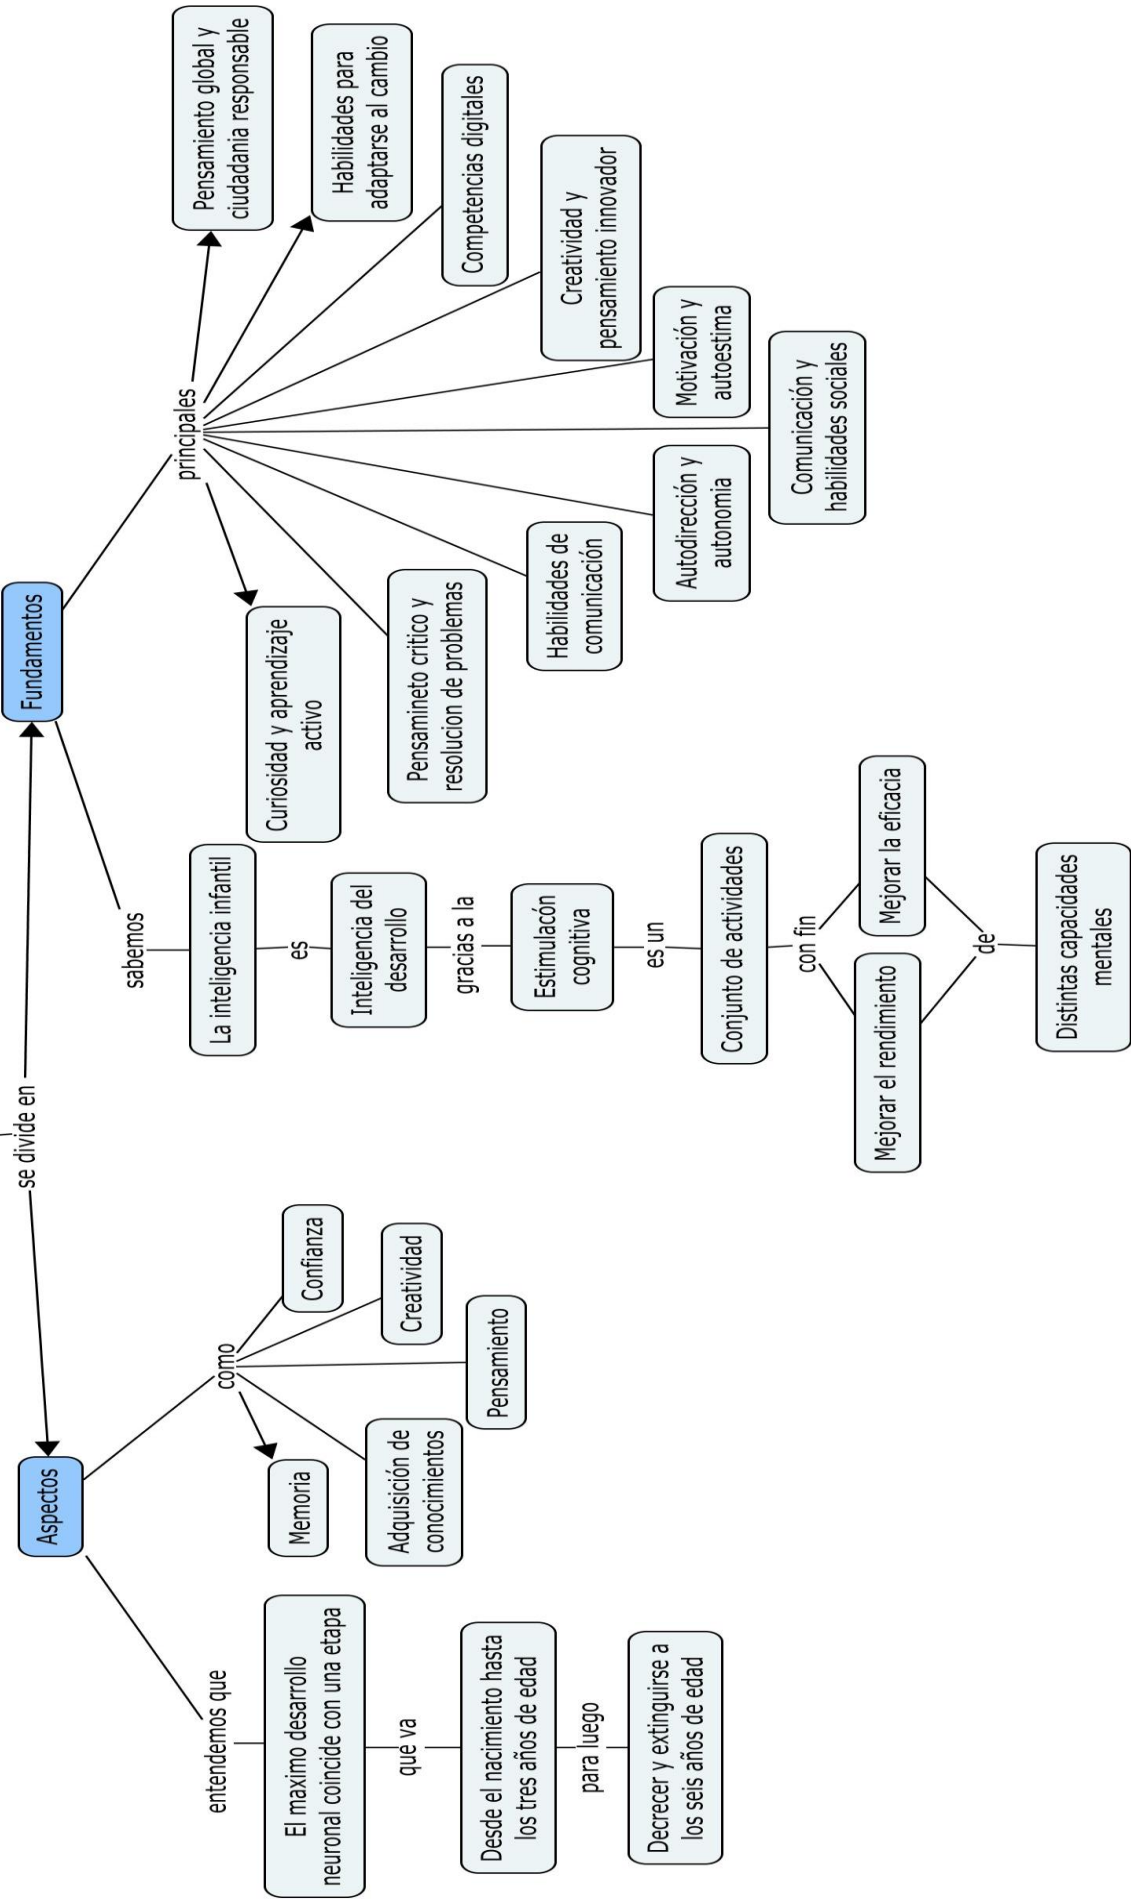 se divide en
Aspectos
Fundamentos
entendemos que
El maximo desarrollo
neuronal coincide con una etapa
que va
Desde el nacimiento hasta
los tres años de edad
para luego
Decrecer y extinguirse a
los seis años de edad
como
Memoria
Adquisición de
conocimientos
Pensamiento
Creatividad
Confianza
sabemos
La inteligencia infantil
es
Inteligencia del
desarrollo
gracias a la
Estimulacón
cognitiva
es un
Conjunto de actividades
con fin
Mejorar el rendimiento
Mejorar la eficacia
de
Distintas capacidades
mentales
principales
Curiosidad y aprendizaje
activo
Pensamineto critico y
resolucion de problemas
Habilidades de
comunicación
Autodirección y
autonomia
Comunicación y
habilidades sociales
Motivación y
autoestima
Creatividad y
pensamiento innovador
Competencias digitales
Habilidades para
adaptarse al cambio
Pensamiento global y
ciudadania responsable